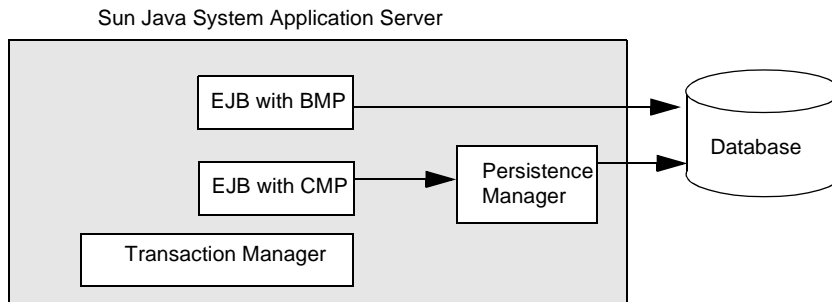 Sun Java System Application Server
EJB with BMP
Database
EJB with CMP
Persistence
Manager
Transaction Manager